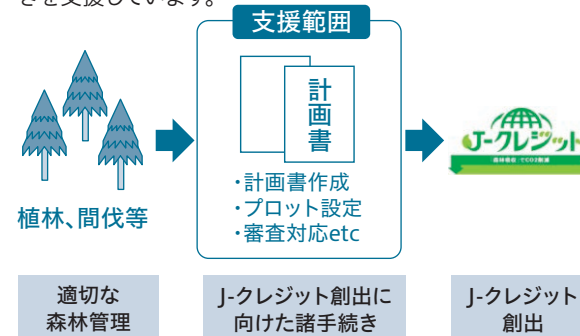 きを支援しています。
支援範囲
計画書
・計画書作成
・プロット設定
・審査対応etc
植林、間伐等
J-クレジット
適切な
森林管理
J-クレジット創出に
向けた諸手続き
J-クレジット
創出